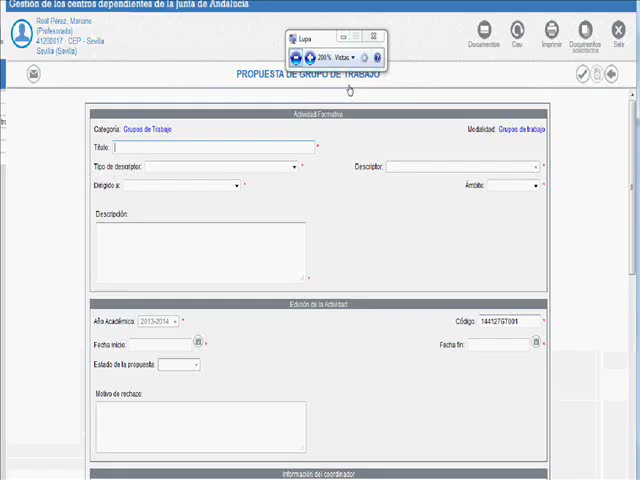 Gestión de los centros dependientes de la Junta de Andalucía
Real Pérez, Mariano
(Profesorado)
41200017 - CEP - Sevilla
Sevilla (Sevilla)
Lupa
200% Vistas
Documentos
Cau
Imprimir
Documentos solicitados
Salir
PROPUESTA DE GRUPO DE TRABAJO
Actividad Formativa
Categoría: Grupos de Trabajo
Modalidad: Grupos de trabajo
Título: *
Tipo de descriptor: *
Descriptor: *
Dirigido a: *
Ámbito: *
Descripción:
*
Edición de la Actividad
Año Académico: 2013-2014 *
Código: 144127GT001 *
Fecha inicio: *
Fecha fin: *
Estado de la propuesta:
Motivo de rechazo:
Información del coordinador